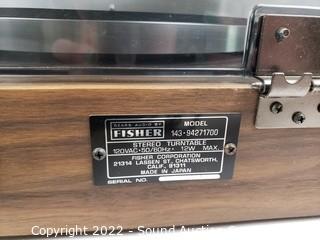 SEARS AUDIO BY
FISHER
MODEL
143·94271700
STEREO TURNTABLE
120VAC·50/60Hz· 12W MAX.
FISHER CORPORATION
21314 LASSEN ST., CHATSWORTH,
CALIF. 91311
MADE IN JAPAN
SERIAL NO.
Copyright 2022 - Sound Auction